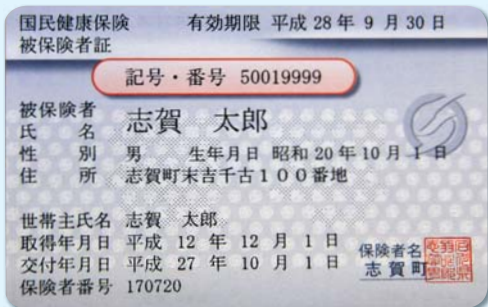 国民健康保険 有効期限 平成 28 年 9 月 30 日
被保険者証
記号・番号 50019999
被保険者
氏 名 志賀 太郎
性 別 男 生年月日 昭和 20 年 10 月 1 日
住 所 志賀町末吉千古100番地
世帯主氏名 志賀 太郎
取得年月日 平成 12 年 12 月 1 日
交付年月日 平成 27 年 10 月 1 日
保険者番号 170720
保険者名
志賀町